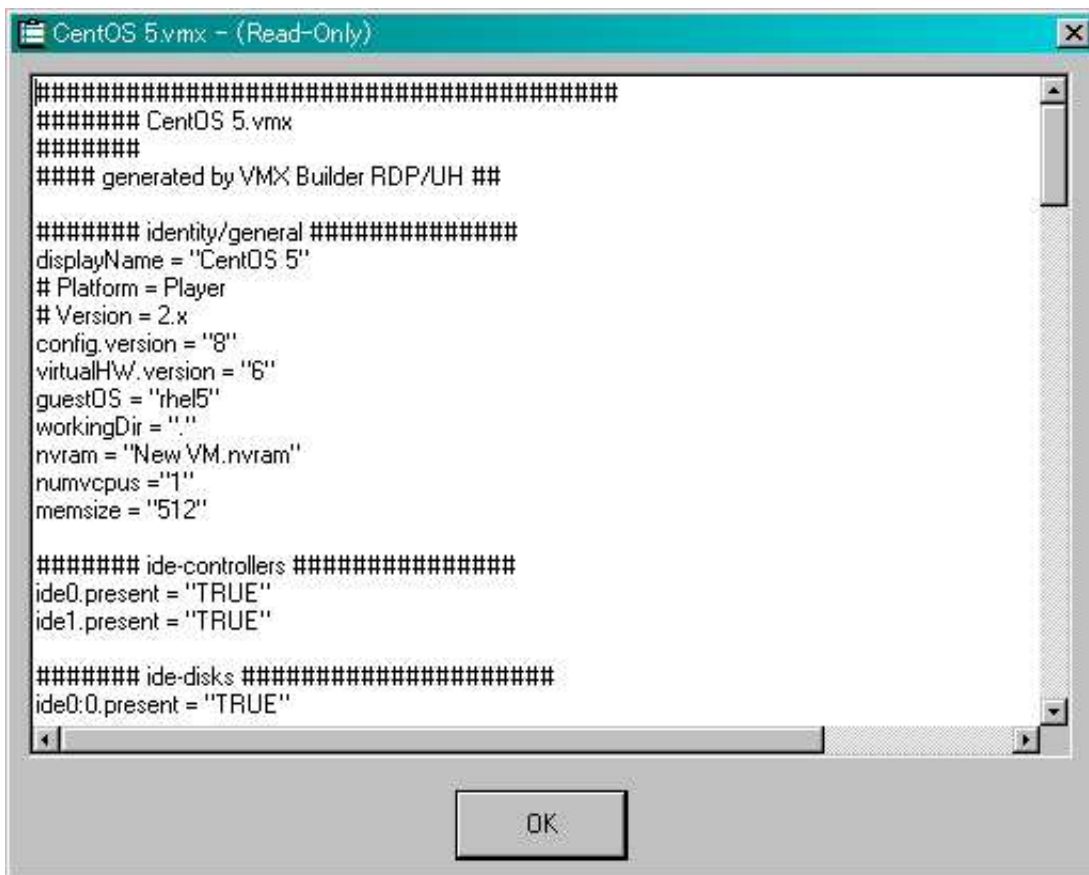 CentOS 5.vmx - (Read-Only)
#######################################
####### CentOS 5.vmx
#######
#### generated by VMX Builder RDP/UH ##
####### identity/general ##############
displayName = "CentOS 5"
# Platform = Player
# Version = 2.x
config.version = "8"
virtualHW.version = "6"
guestOS = "rhel5"
workingDir = "."
nvram = "New VM.nvram"
numvcpus ="1"
memsize = "512"
####### ide-controllers ###############
ide0.present = "TRUE"
ide1.present = "TRUE"
####### ide-disks #####################
ide0:0.present = "TRUE"
OK